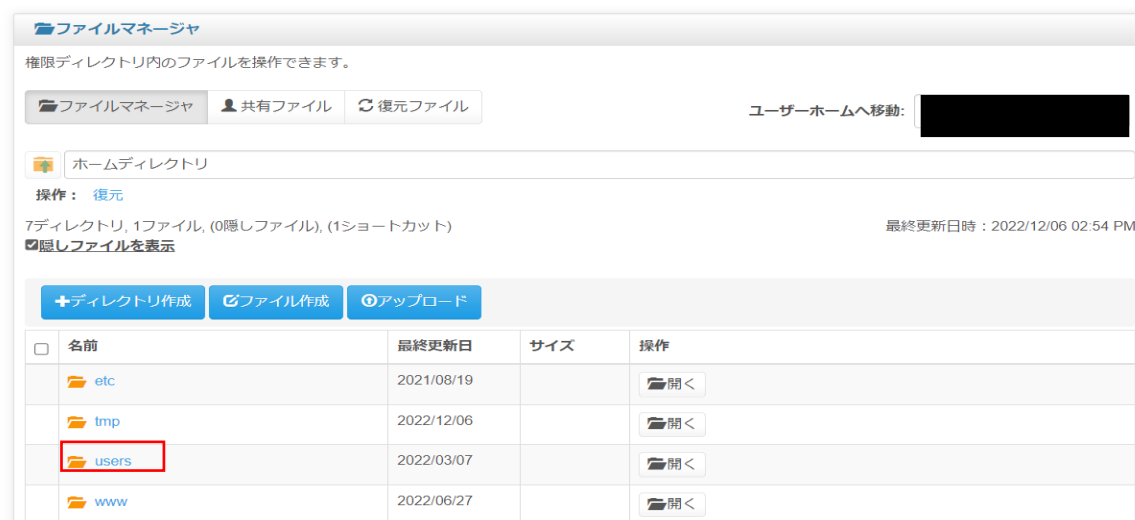 ファイルマネージャ
権限ディレクトリ内のファイルを操作できます。
ファイルマネージャ 共有ファイル 復元ファイル ユーザーホームへ移動:
ホームディレクトリ
操作： 復元
7ディレクトリ, 1ファイル, (0隠しファイル), (1ショートカット) 最終更新日時：2022/12/06 02:54 PM
隠しファイルを表示
ディレクトリ作成 ファイル作成 アップロード
名前 最終更新日 サイズ 操作
etc 2021/08/19 開く
tmp 2022/12/06 開く
users 2022/03/07 開く
www 2022/06/27 開く